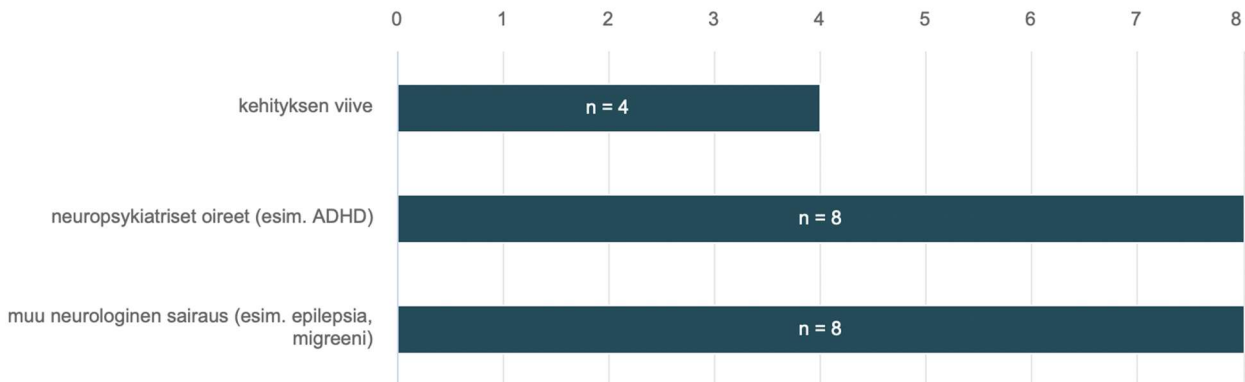 0 1 2 3 4 5 6 7 8
kehityksen viive
n = 4
neuropsykiatriset oireet (esim. ADHD)
n = 8
muu neurologinen sairaus (esim. epilepsia,
migreeni)
n = 8